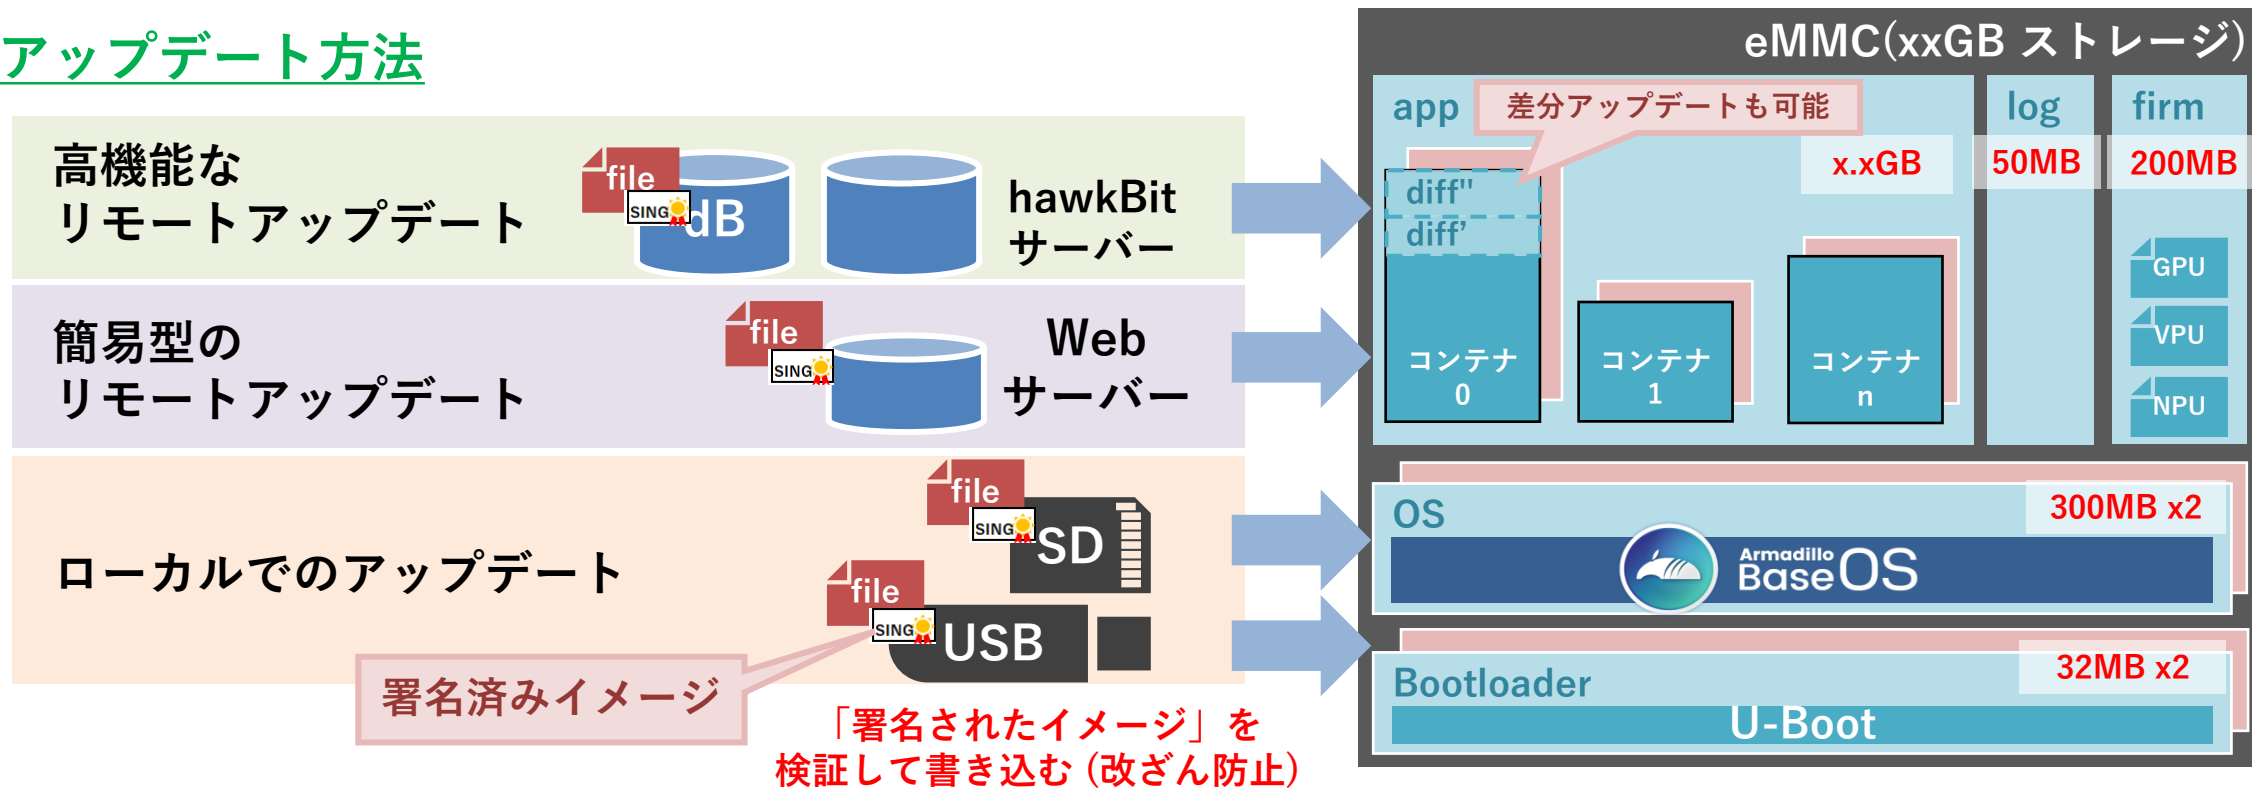 アップデート方法
高機能な
リモートアップデート
file
SING
dB
hawkBit
サーバー
簡易型の
リモートアップデート
file
SING
Web
サーバー
ローカルでのアップデート
file
SING
SD
file
SING
USB
署名済みイメージ
「署名されたイメージ」を
検証して書き込む (改ざん防止)
eMMC(xxGB ストレージ)
app
差分アップデートも可能
x.xGB
diff"
diff’
コンテナ
0
コンテナ
1
コンテナ
n
log
50MB
firm
200MB
GPU
VPU
NPU
OS
300MB x2
Armadillo
Base OS
Bootloader
32MB x2
U-Boot